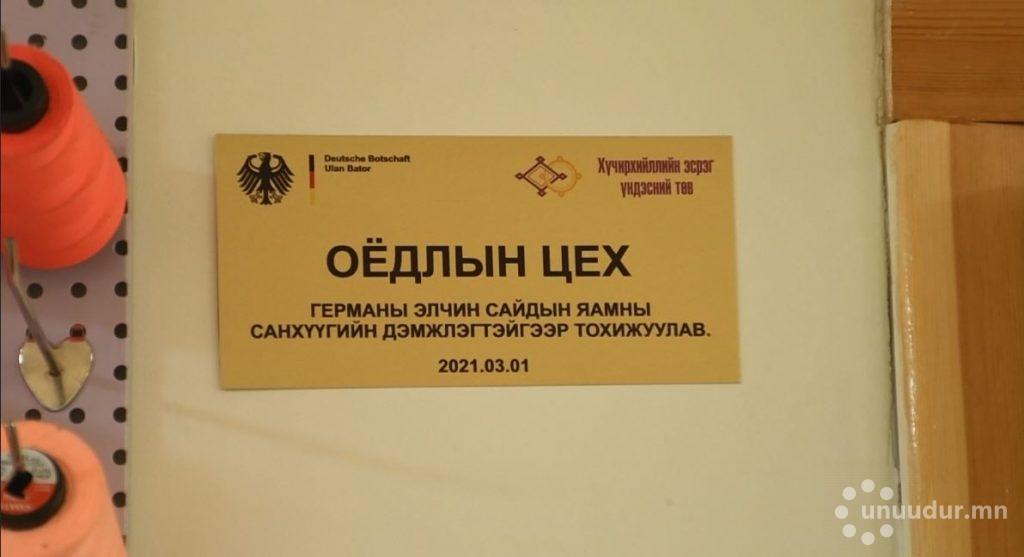 Deutsche Botschaft
Ulan Bator
Хүчирхийллийн эсрэг
үндэсний төв
ОЁДЛЫН ЦЕХ
ГЕРМАНЫ ЭЛЧИН САЙДЫН ЯАМНЫ
САНХҮҮГИЙН ДЭМЖЛЭГТЭЙГЭЭР ТОХИЖУУЛАВ.
2021.03.01
unuudur.mn